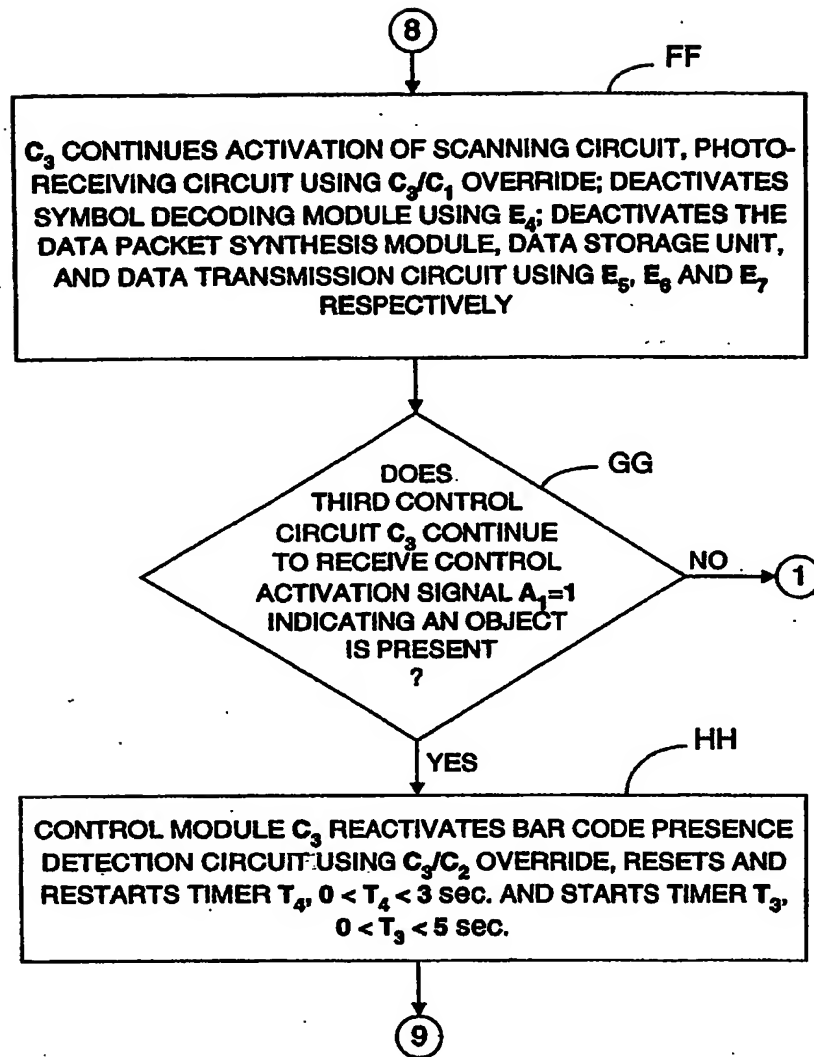 8
FF
C₃ CONTINUES ACTIVATION OF SCANNING CIRCUIT, PHOTO-
RECEIVING CIRCUIT USING C₃/C₁ OVERRIDE; DEACTIVATES
SYMBOL DECODING MODULE USING E₄; DEACTIVATES THE
DATA PACKET SYNTHESIS MODULE, DATA STORAGE UNIT,
AND DATA TRANSMISSION CIRCUIT USING E₅, E₆ AND E₇
RESPECTIVELY
GG
DOES
THIRD CONTROL
CIRCUIT C₃ CONTINUE
TO RECEIVE CONTROL
ACTIVATION SIGNAL A₁=1
INDICATING AN OBJECT
IS PRESENT
?
NO
1
YES
HH
CONTROL MODULE C₃ REACTIVATES BAR CODE PRESENCE
DETECTION CIRCUIT USING C₃/C₂ OVERRIDE, RESETS AND
RESTARTS TIMER T₄, 0 < T₄ < 3 sec. AND STARTS TIMER T₃,
0 < T₃ < 5 sec.
9